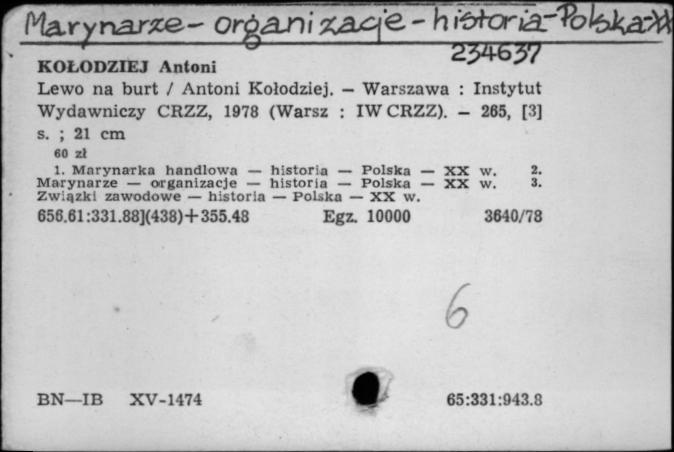 Marynarze - organizacje - historia - Polska - XX
234637
KOŁODZIEJ Antoni
Lewo na burt / Antoni Kołodziej. — Warszawa : Instytut
Wydawniczy CRZZ, 1978 (Warsz : IW CRZZ). — 265, [3]
s. ; 21 cm
60 zł
1. Marynarka handlowa — historia — Polska — XX w. 2.
Marynarze — organizacje — historia — Polska — XX w. 3.
Związki zawodowe — historia — Polska — XX w.
656.61:331.88](438)+355.48 Egz. 10000 3640/78
6
BN—IB XV-1474 65:331:943.8